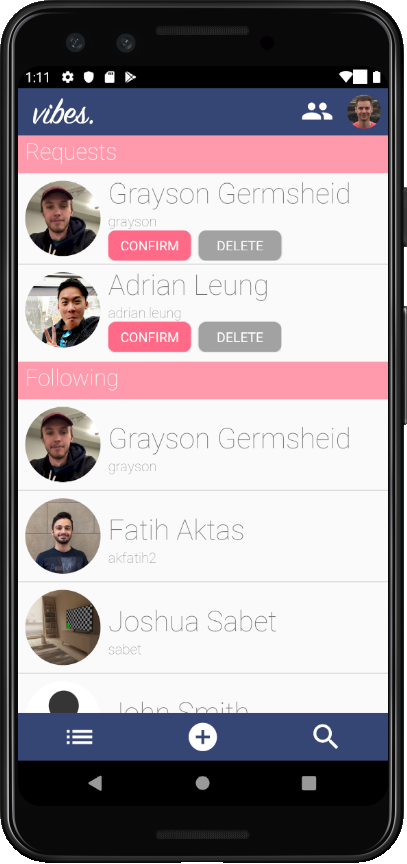 1:11
vibes.
Requests
Grayson Germsheid
grayson
CONFIRM DELETE
Adrian Leung
adrian.leung
CONFIRM DELETE
Following
Grayson Germsheid
grayson
Fatih Aktas
akfatih2
Joshua Sabet
sabet
John Smith